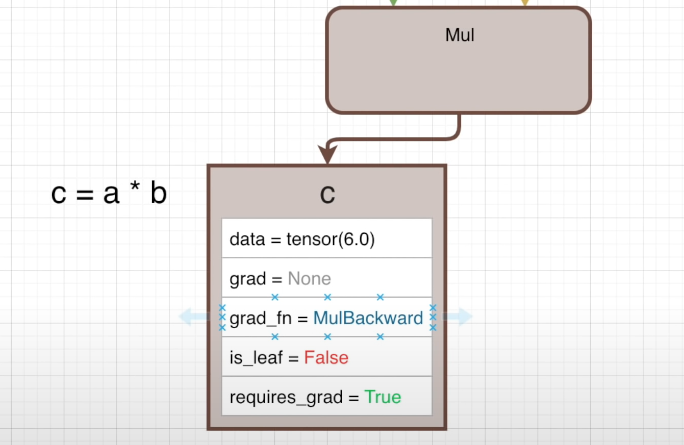 Mul
c = a * b
c
data = tensor(6.0)
grad = None
grad_fn = MulBackward
is_leaf = False
requires_grad = True